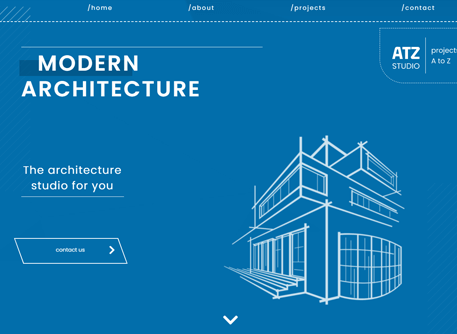 /home /about /projects /contact
MODERN
ARCHITECTURE
ATZ
STUDIO
projects
A to Z
The architecture
studio for you
contact us